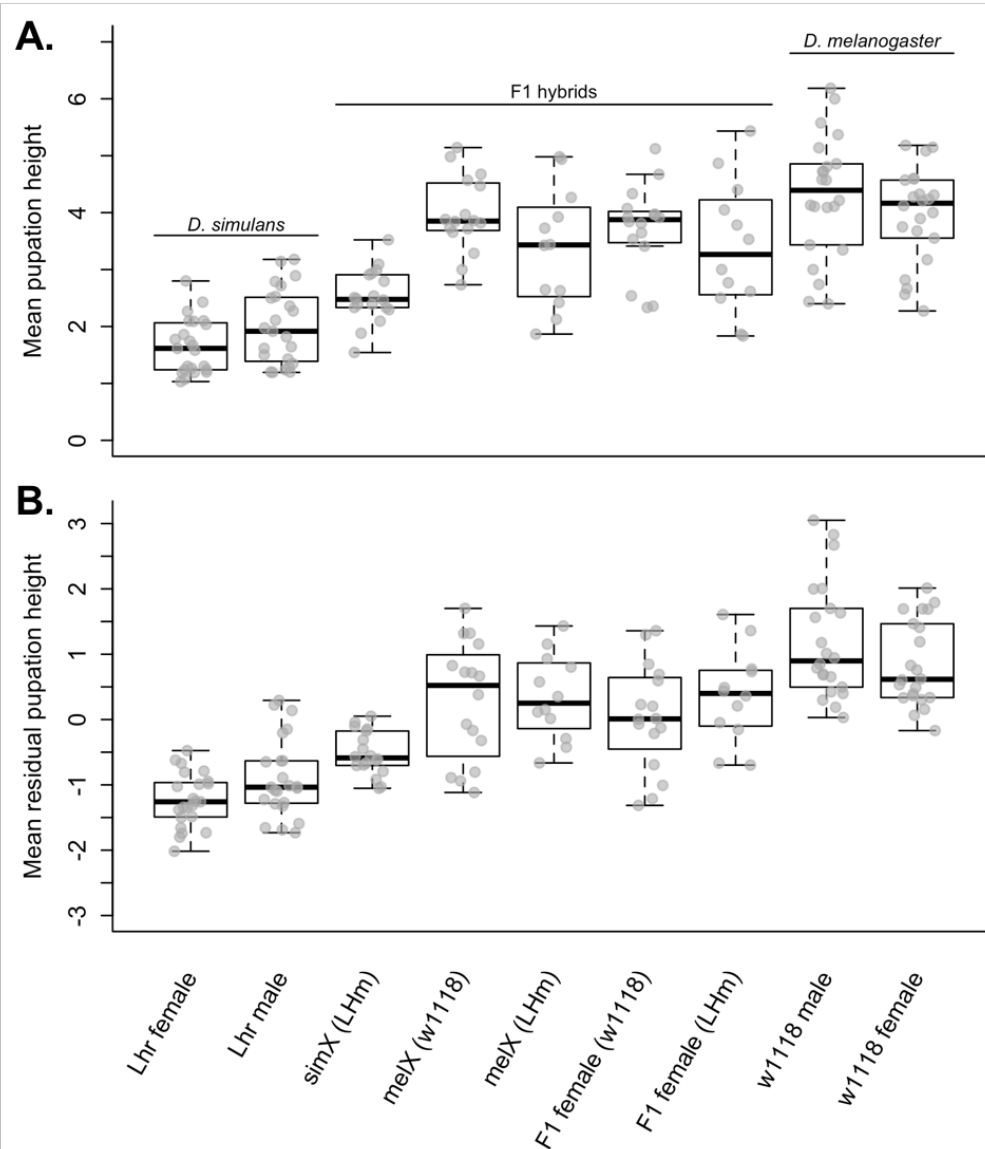 A.
D. melanogaster
F1 hybrids
D. simulans
Mean pupation height
6
4
2
0
B.
Mean residual pupation height
3
2
1
0
-1
-2
-3
Lhr female
Lhr male
simX (LHm)
melX (w1118)
melX (LHm)
F1 female (w1118)
F1 female (LHm)
w1118 male
w1118 female